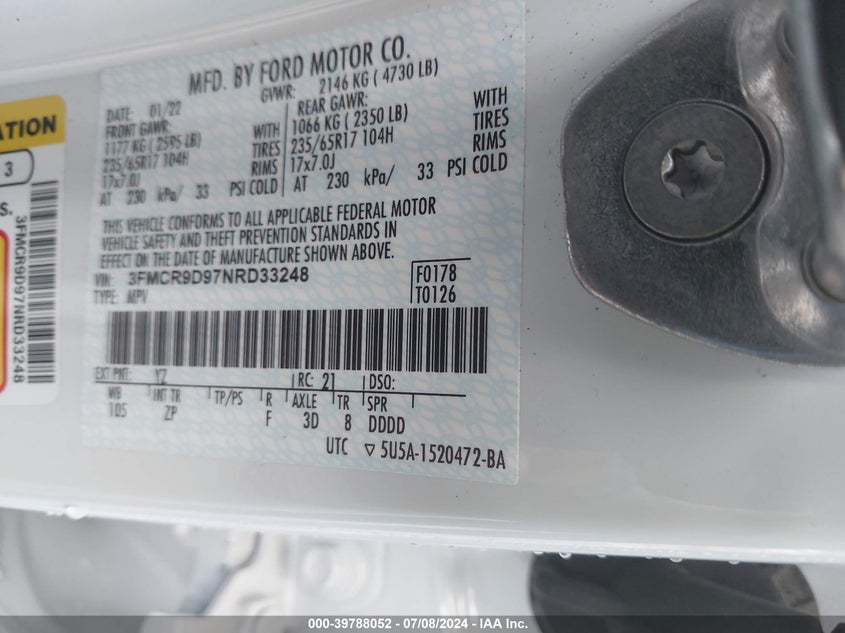 MFD. BY FORD MOTOR CO.
DATE: 01/22 GVWR: 2146 KG ( 4730 LB)
FRONT GAWR: REAR GAWR:
1177 KG ( 2595 LB) WITH 1066 KG ( 2350 LB) WITH
235/65R17 104H TIRES 235/65R17 104H TIRES
17x7.0J RIMS 17x7.0J RIMS
AT 230 kPa/ 33 PSI COLD AT 230 kPa/ 33 PSI COLD
THIS VEHICLE CONFORMS TO ALL APPLICABLE FEDERAL MOTOR
VEHICLE SAFETY AND THEFT PREVENTION STANDARDS IN
EFFECT ON THE DATE OF MANUFACTURE SHOWN ABOVE.
VIN: 3FMCR9D97NRD33248 F0178
TYPE: MPV T0126
EXT PNT: YZ RC: 21 DSO:
WB INT TR TP/PS R AXLE TR SPR
105 ZP F 3D 8 DDDD
UTC ▽ 5U5A-1520472-BA
ATION
3
S.
3FMCR9D97NRD33248
000-39788052 / 07/08/2024 / IAA Inc.